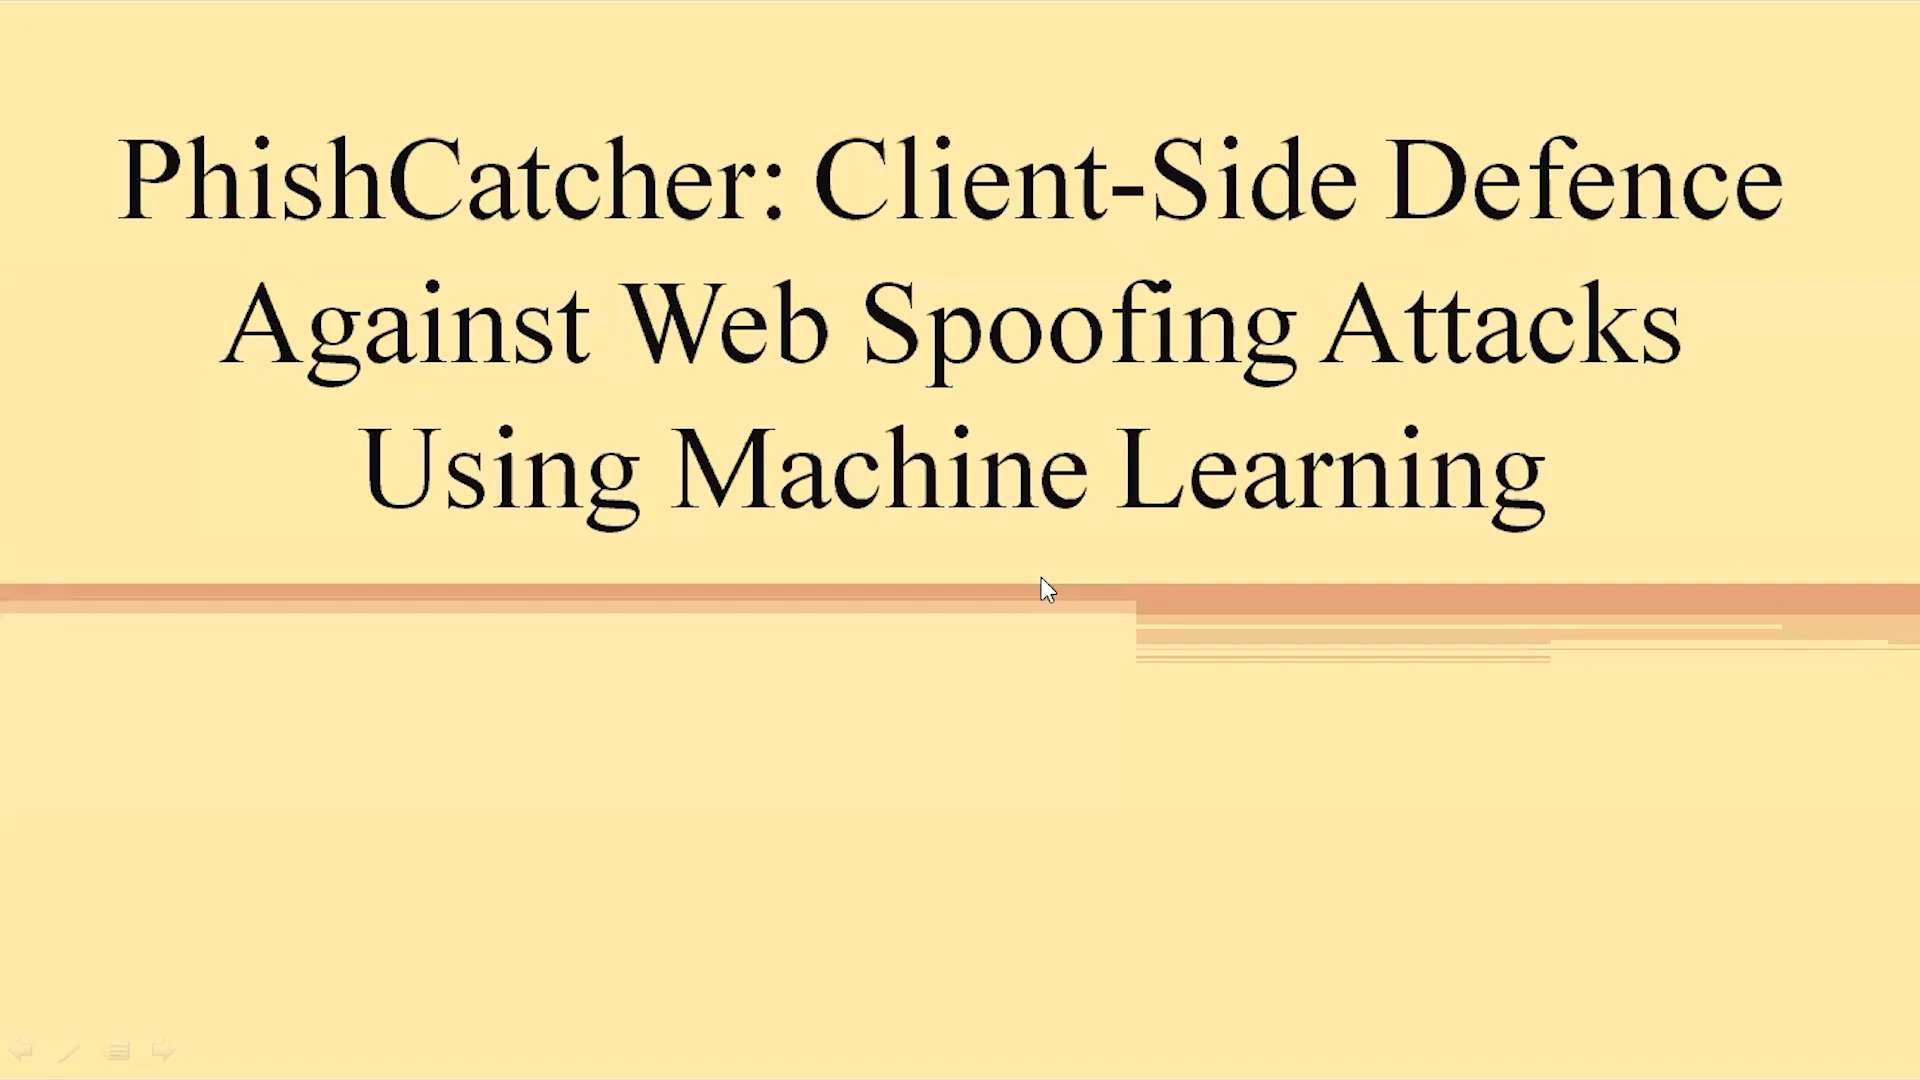 PhishCatcher: Client-Side Defence
Against Web Spoofing Attacks
Using Machine Learning